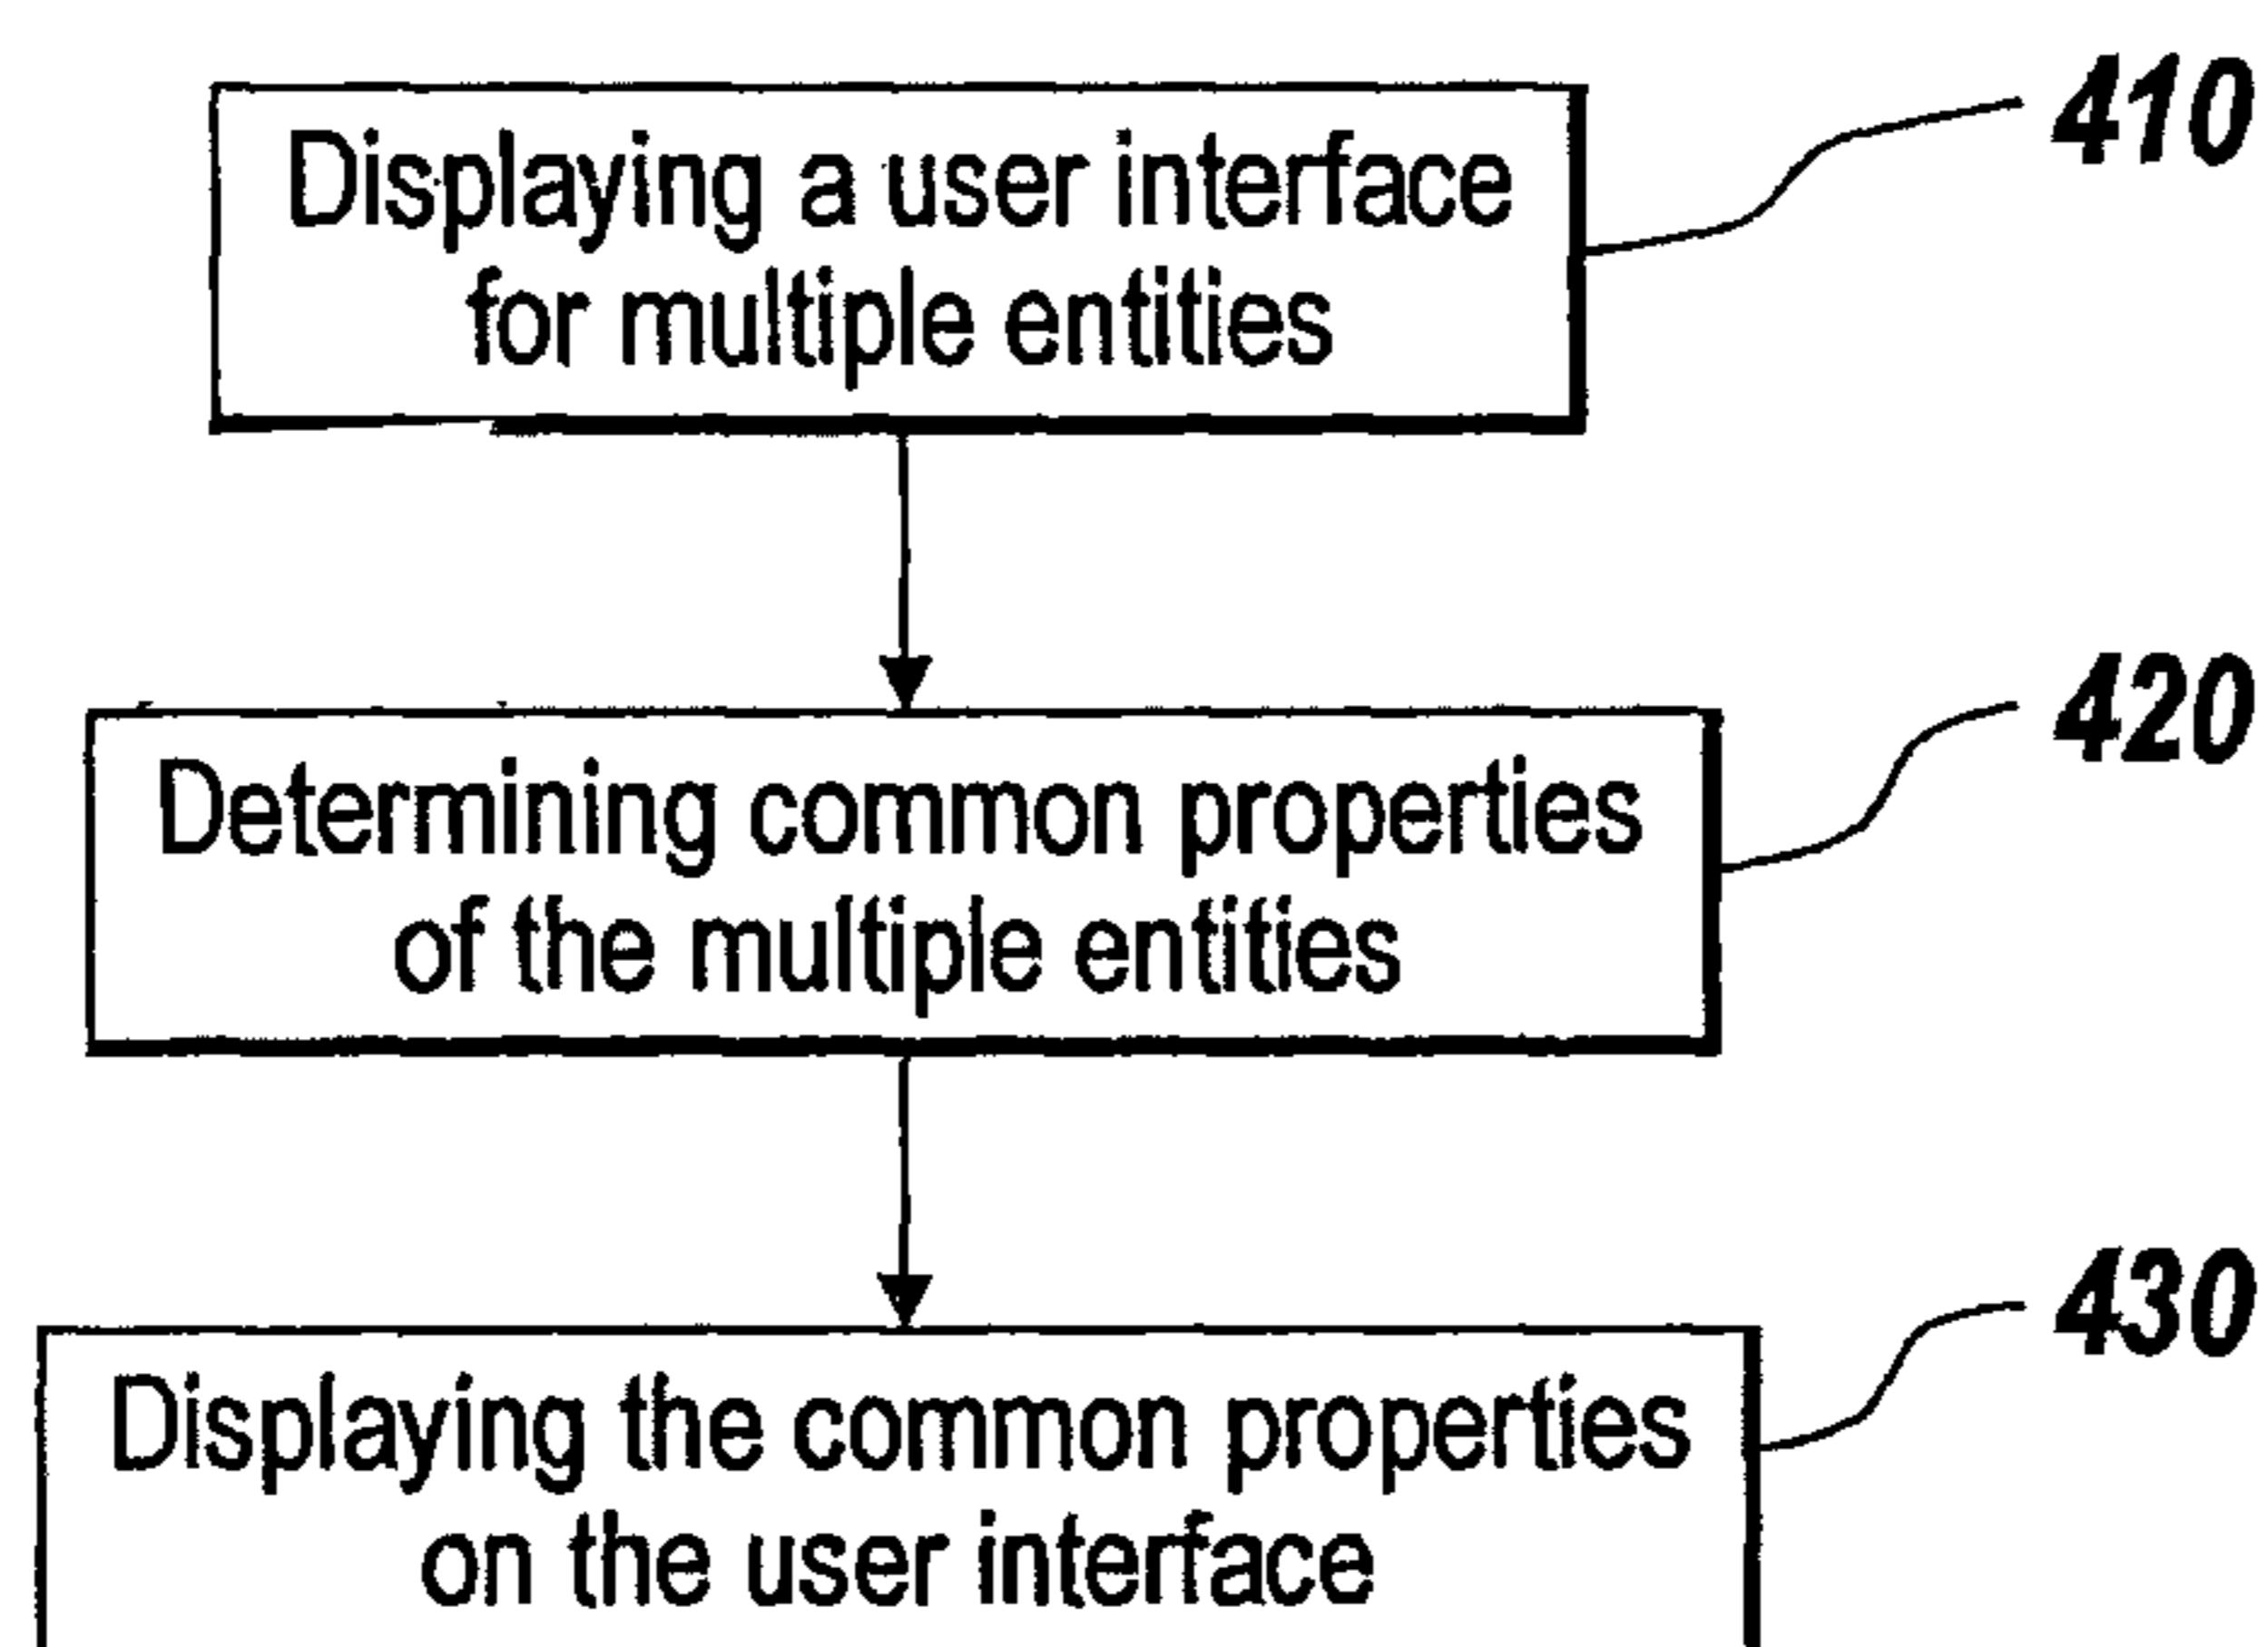 Displaying a user interface
for multiple entities
410
Determining common properties
of the multiple entities
420
Displaying the common properties
on the user interface
430